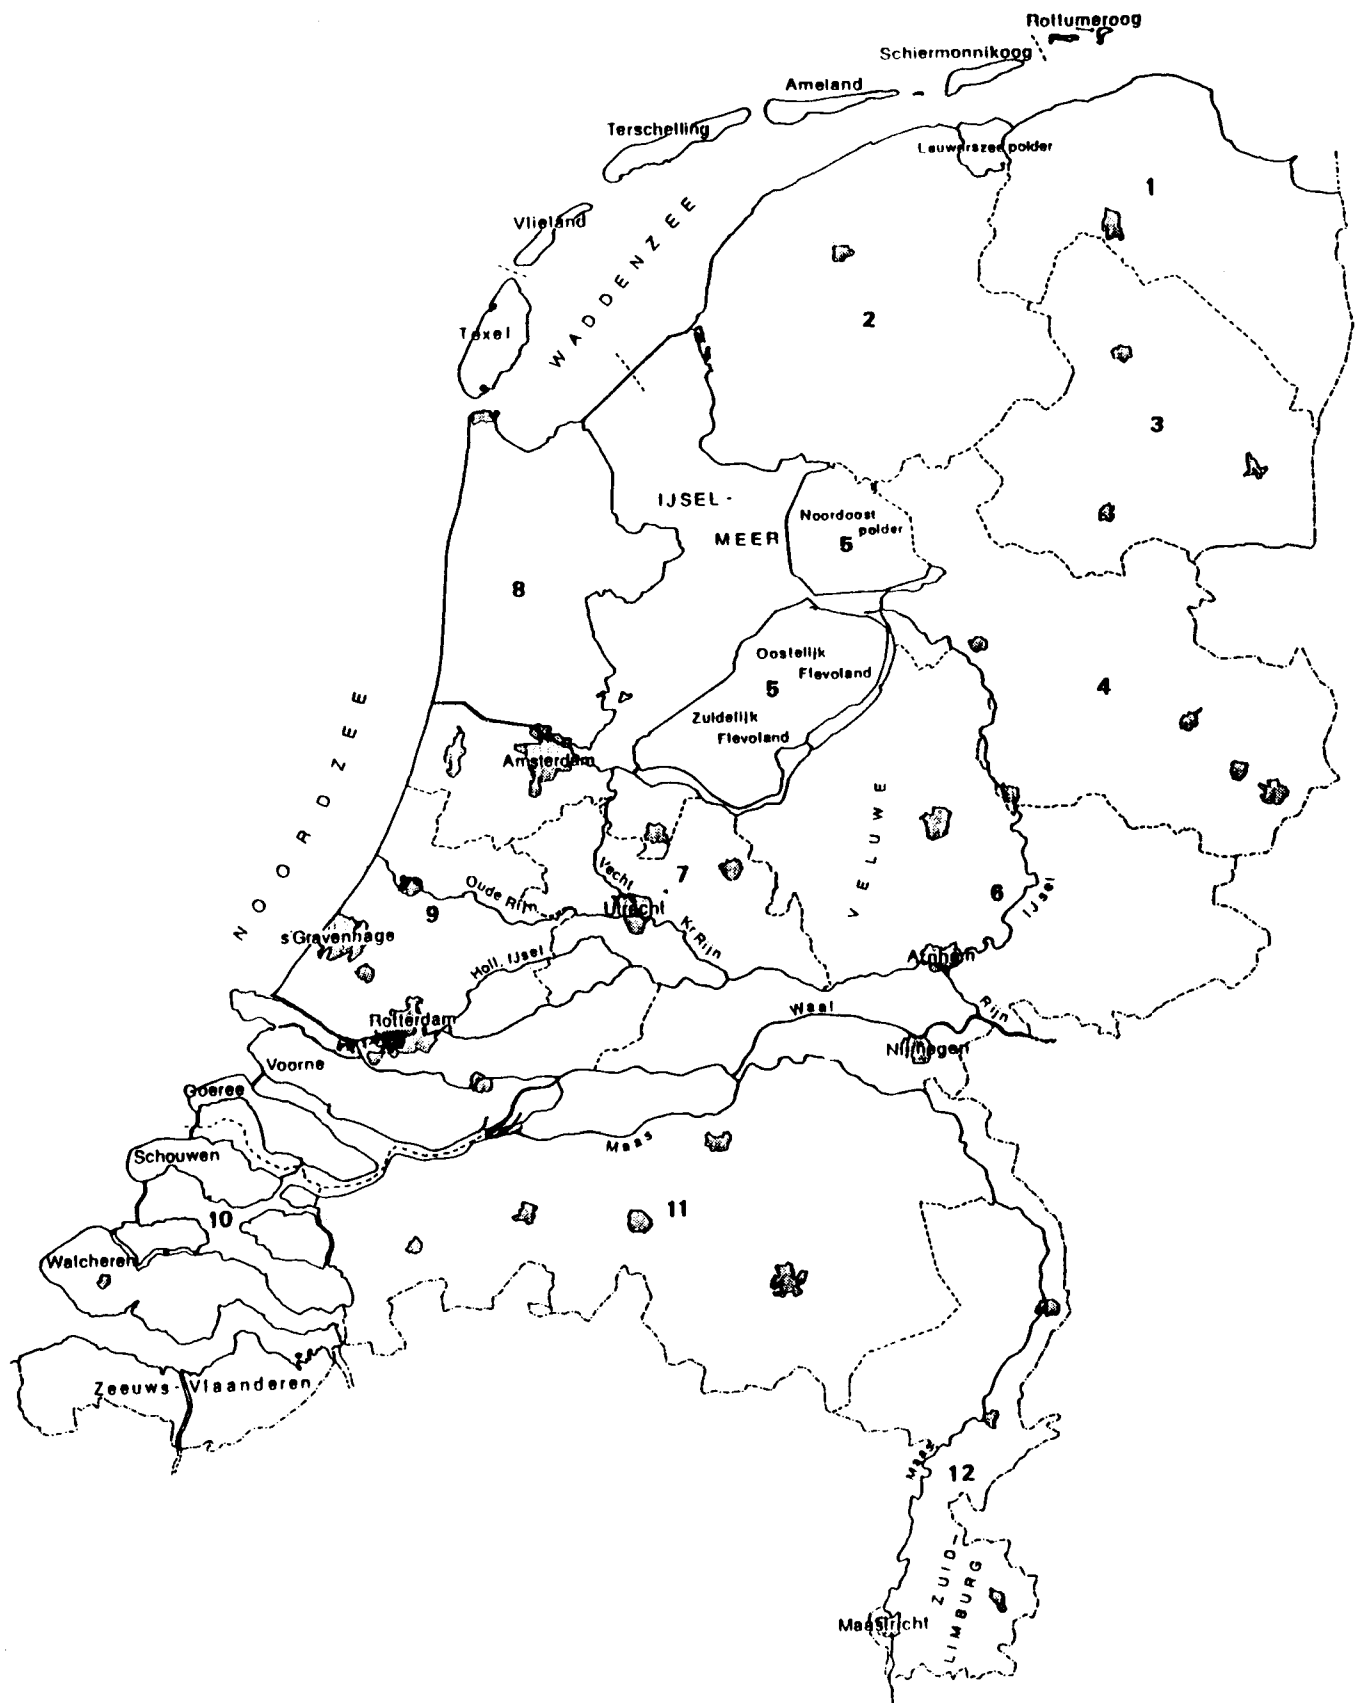 Rottumeroog
Schiermonnikoog
Ameland
Terschelling
Lauwerszee polder
Vlieland
1
WADDENZEE
2
Texel
3
IJSEL-
MEER
Noordoost
polder
5
8
Oostelijk
Flevoland
5
4
Zuidelijk
Flevoland
NOORDZEE
Amsterdam
VELUWE
Vecht
7
6
IJsel
Oude Rijn
9
Utrecht
Kr Rijn
s'Gravenhage
Holl. IJsel
Arnhem
Rijn
Waal
Rotterdam
Nijmegen
Voorne
Goeree
Maas
Schouwen
10
11
Walcheren
Zeeuws-Vlaanderen
Maas
12
ZUID-
LIMBURG
Maastricht